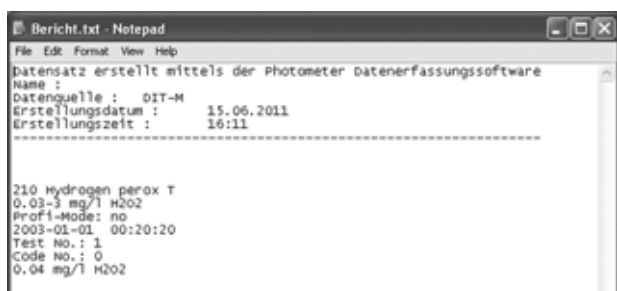 Bericht.txt - Notepad
File Edit Format View Help
Datensatz erstellt mittels der Photometer Datenerfassungssoftware
Name :
Datenquelle : DIT-M
Erstellungsdatum : 15.06.2011
Erstellungszeit : 16:11
--------------------------------------------------------------------
210 Hydrogen perox T
0.03-3 mg/l H2O2
Profi-Mode: no
2003-01-01 00:20:20
Test No.: 1
Code No.: 0
0.04 mg/l H2O2